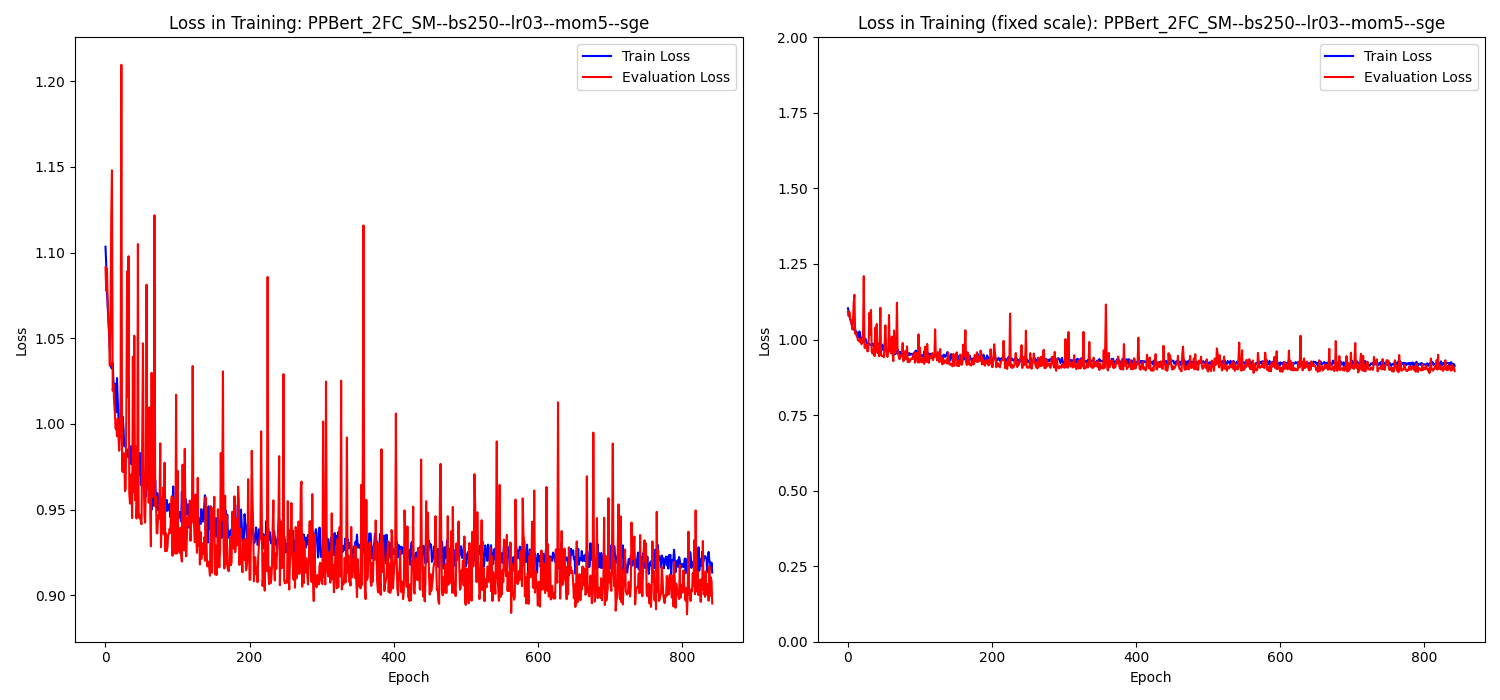 Loss in Training: PPBert_2FC_SM--bs250--lr03--mom5--sge
Train Loss
Evaluation Loss
1.20
1.15
1.10
1.05
1.00
0.95
0.90
Loss
0
200
400
600
800
Epoch
Loss in Training (fixed scale): PPBert_2FC_SM--bs250--lr03--mom5--sge
Train Loss
Evaluation Loss
2.00
1.75
1.50
1.25
1.00
0.75
0.50
0.25
0.00
Loss
0
200
400
600
800
Epoch